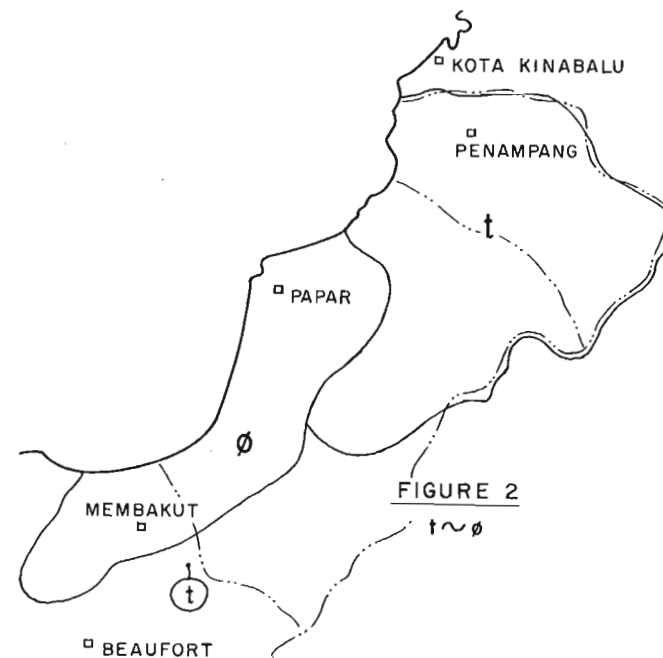 KOTA KINABALU
PENAMPANG
t
PAPAR
ø
MEMBAKUT
FIGURE 2
t ~ ø
t
BEAUFORT